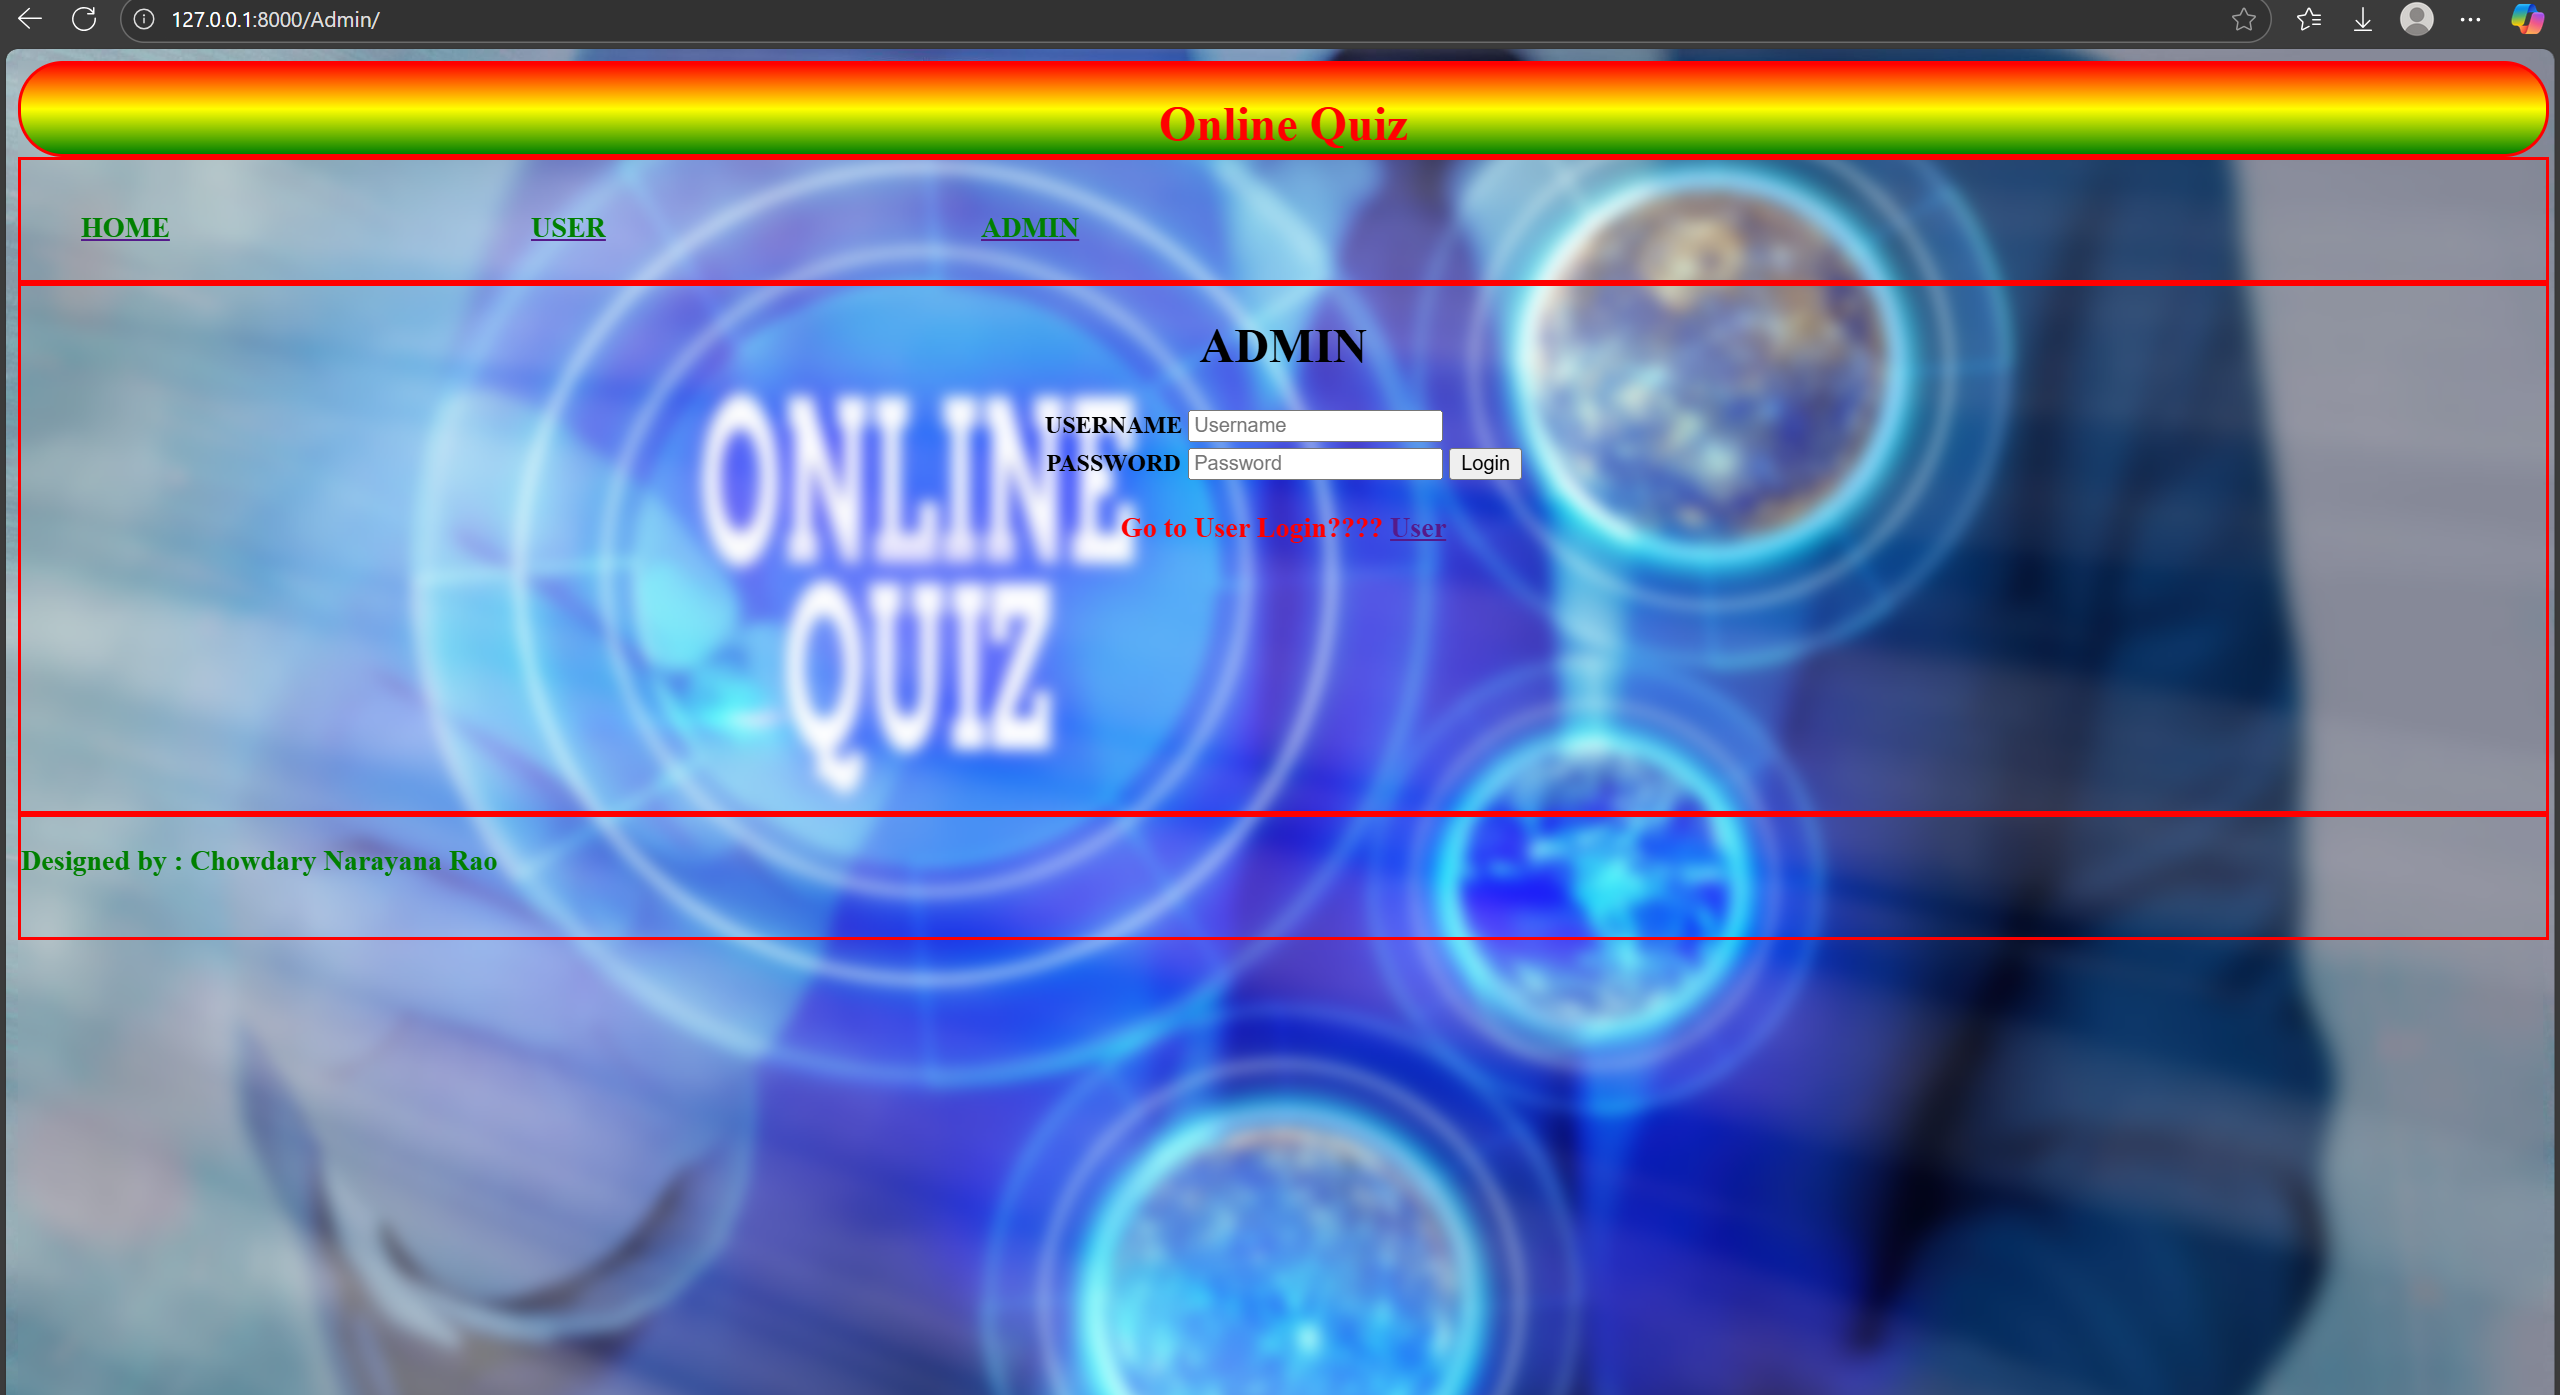 127.0.0.1:8000/Admin/
Online Quiz
HOME USER ADMIN
ADMIN
USERNAME Username
PASSWORD Password Login
Go to User Login???? User
ONLINE
QUIZ
Designed by : Chowdary Narayana Rao